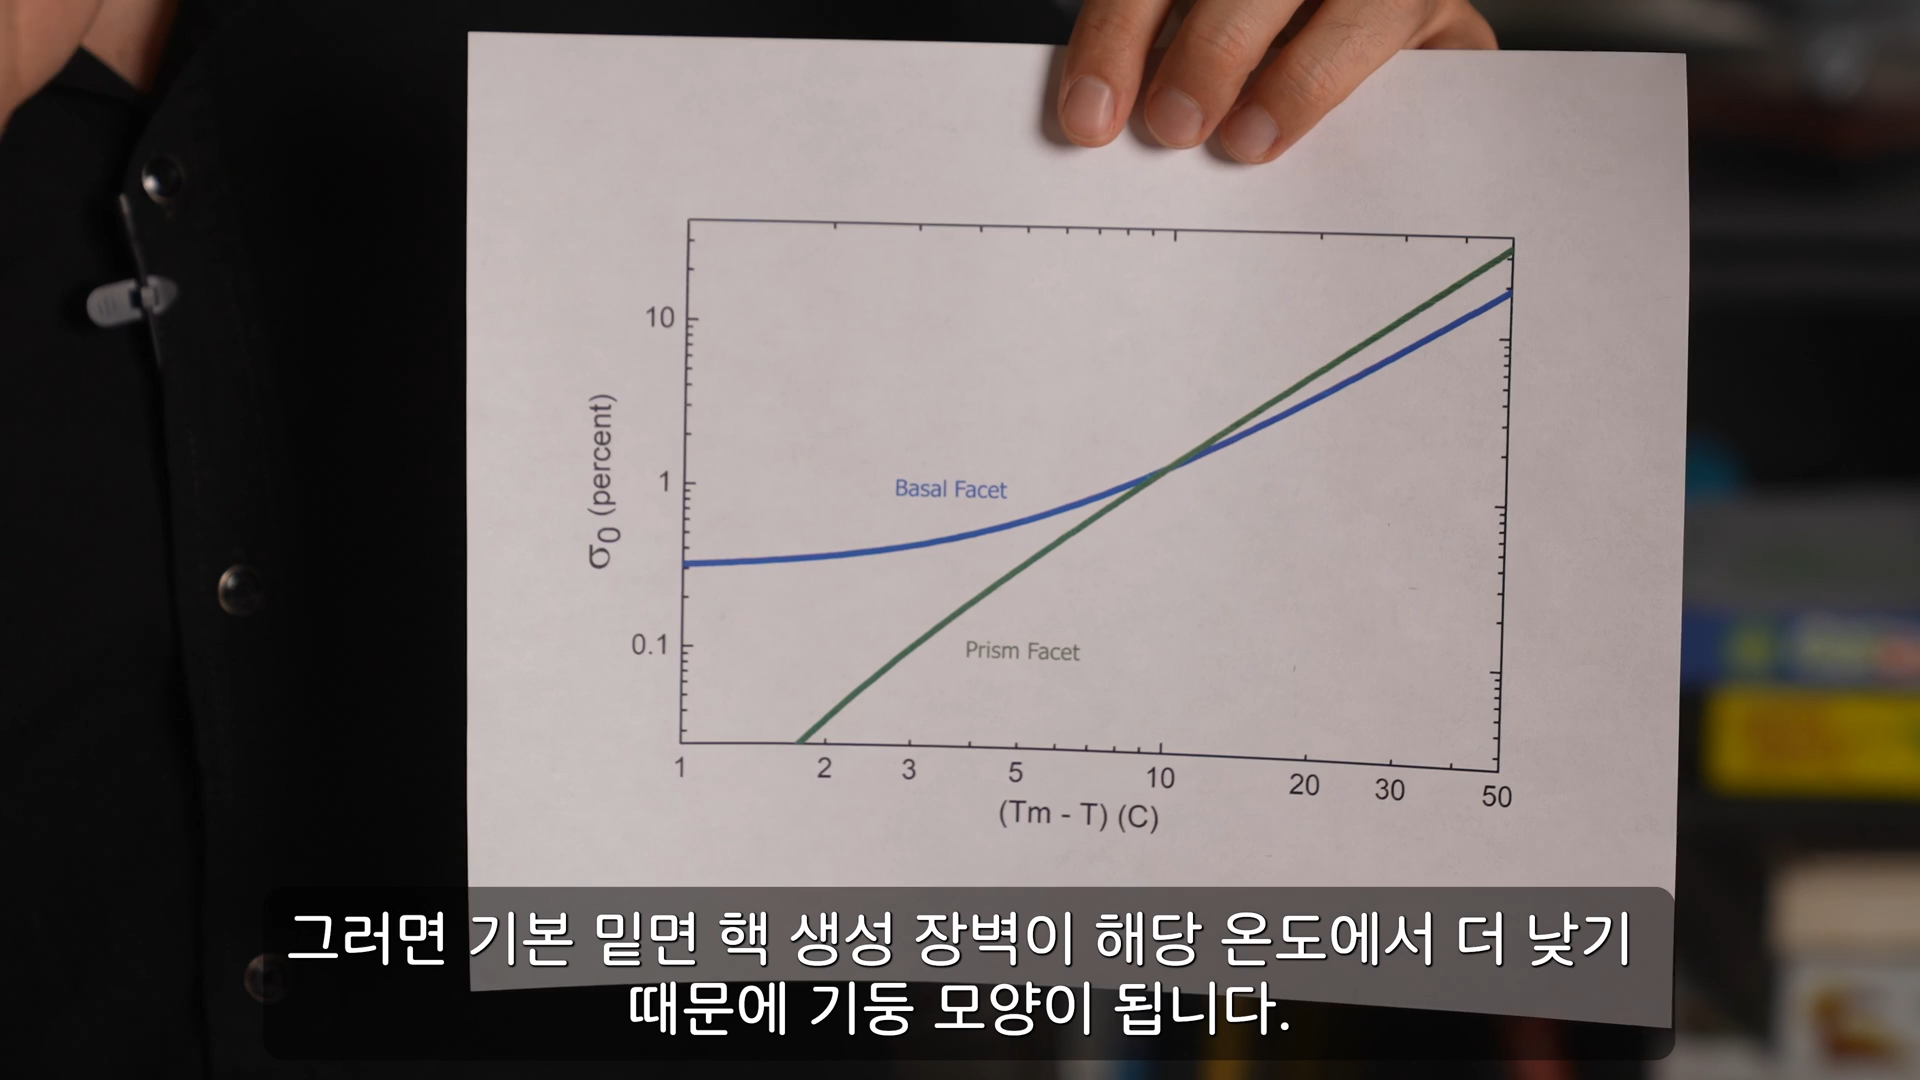 10
1
0.1
σ0 (percent)
Basal Facet
Prism Facet
1 2 3 5 10 20 30 50
(Tm - T) (C)
그러면 기본 밑면 핵 생성 장벽이 해당 온도에서 더 낮기
때문에 기둥 모양이 됩니다.